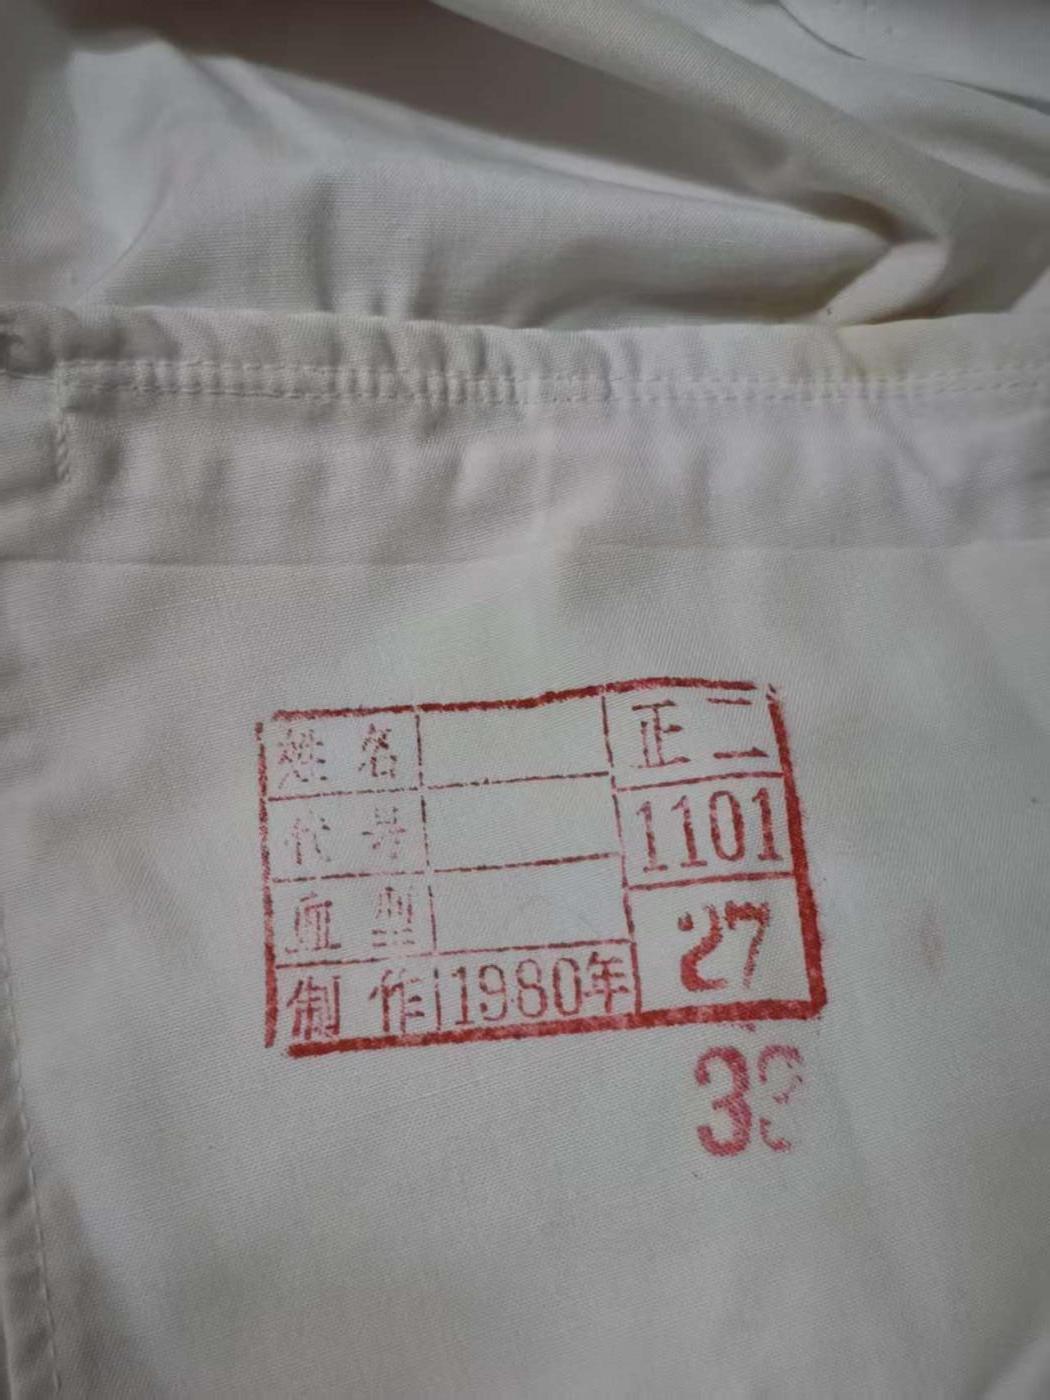 姓名 正二
代号 1101
血型 27
制作 1980年
33